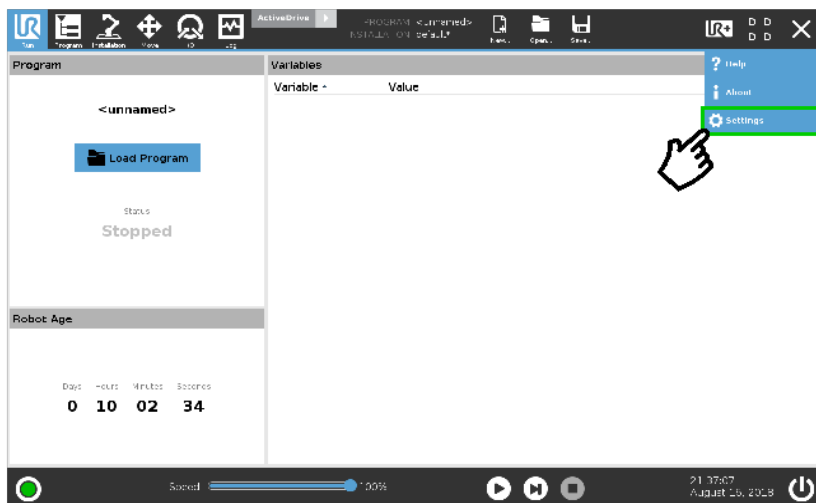 ActiveDrive
PROGRAM <unnamed>
INSTALLATION default*
Run
Program
Installation
Move
I/O
Log
New...
Open...
Save...
UR+
Program
Variables
Help
About
Settings
Variable
Value
<unnamed>
Load Program
Status
Stopped
Robot Age
Days Hours Minutes Seconds
0 10 02 34
Speed
100%
21:37:07
August 15, 2018